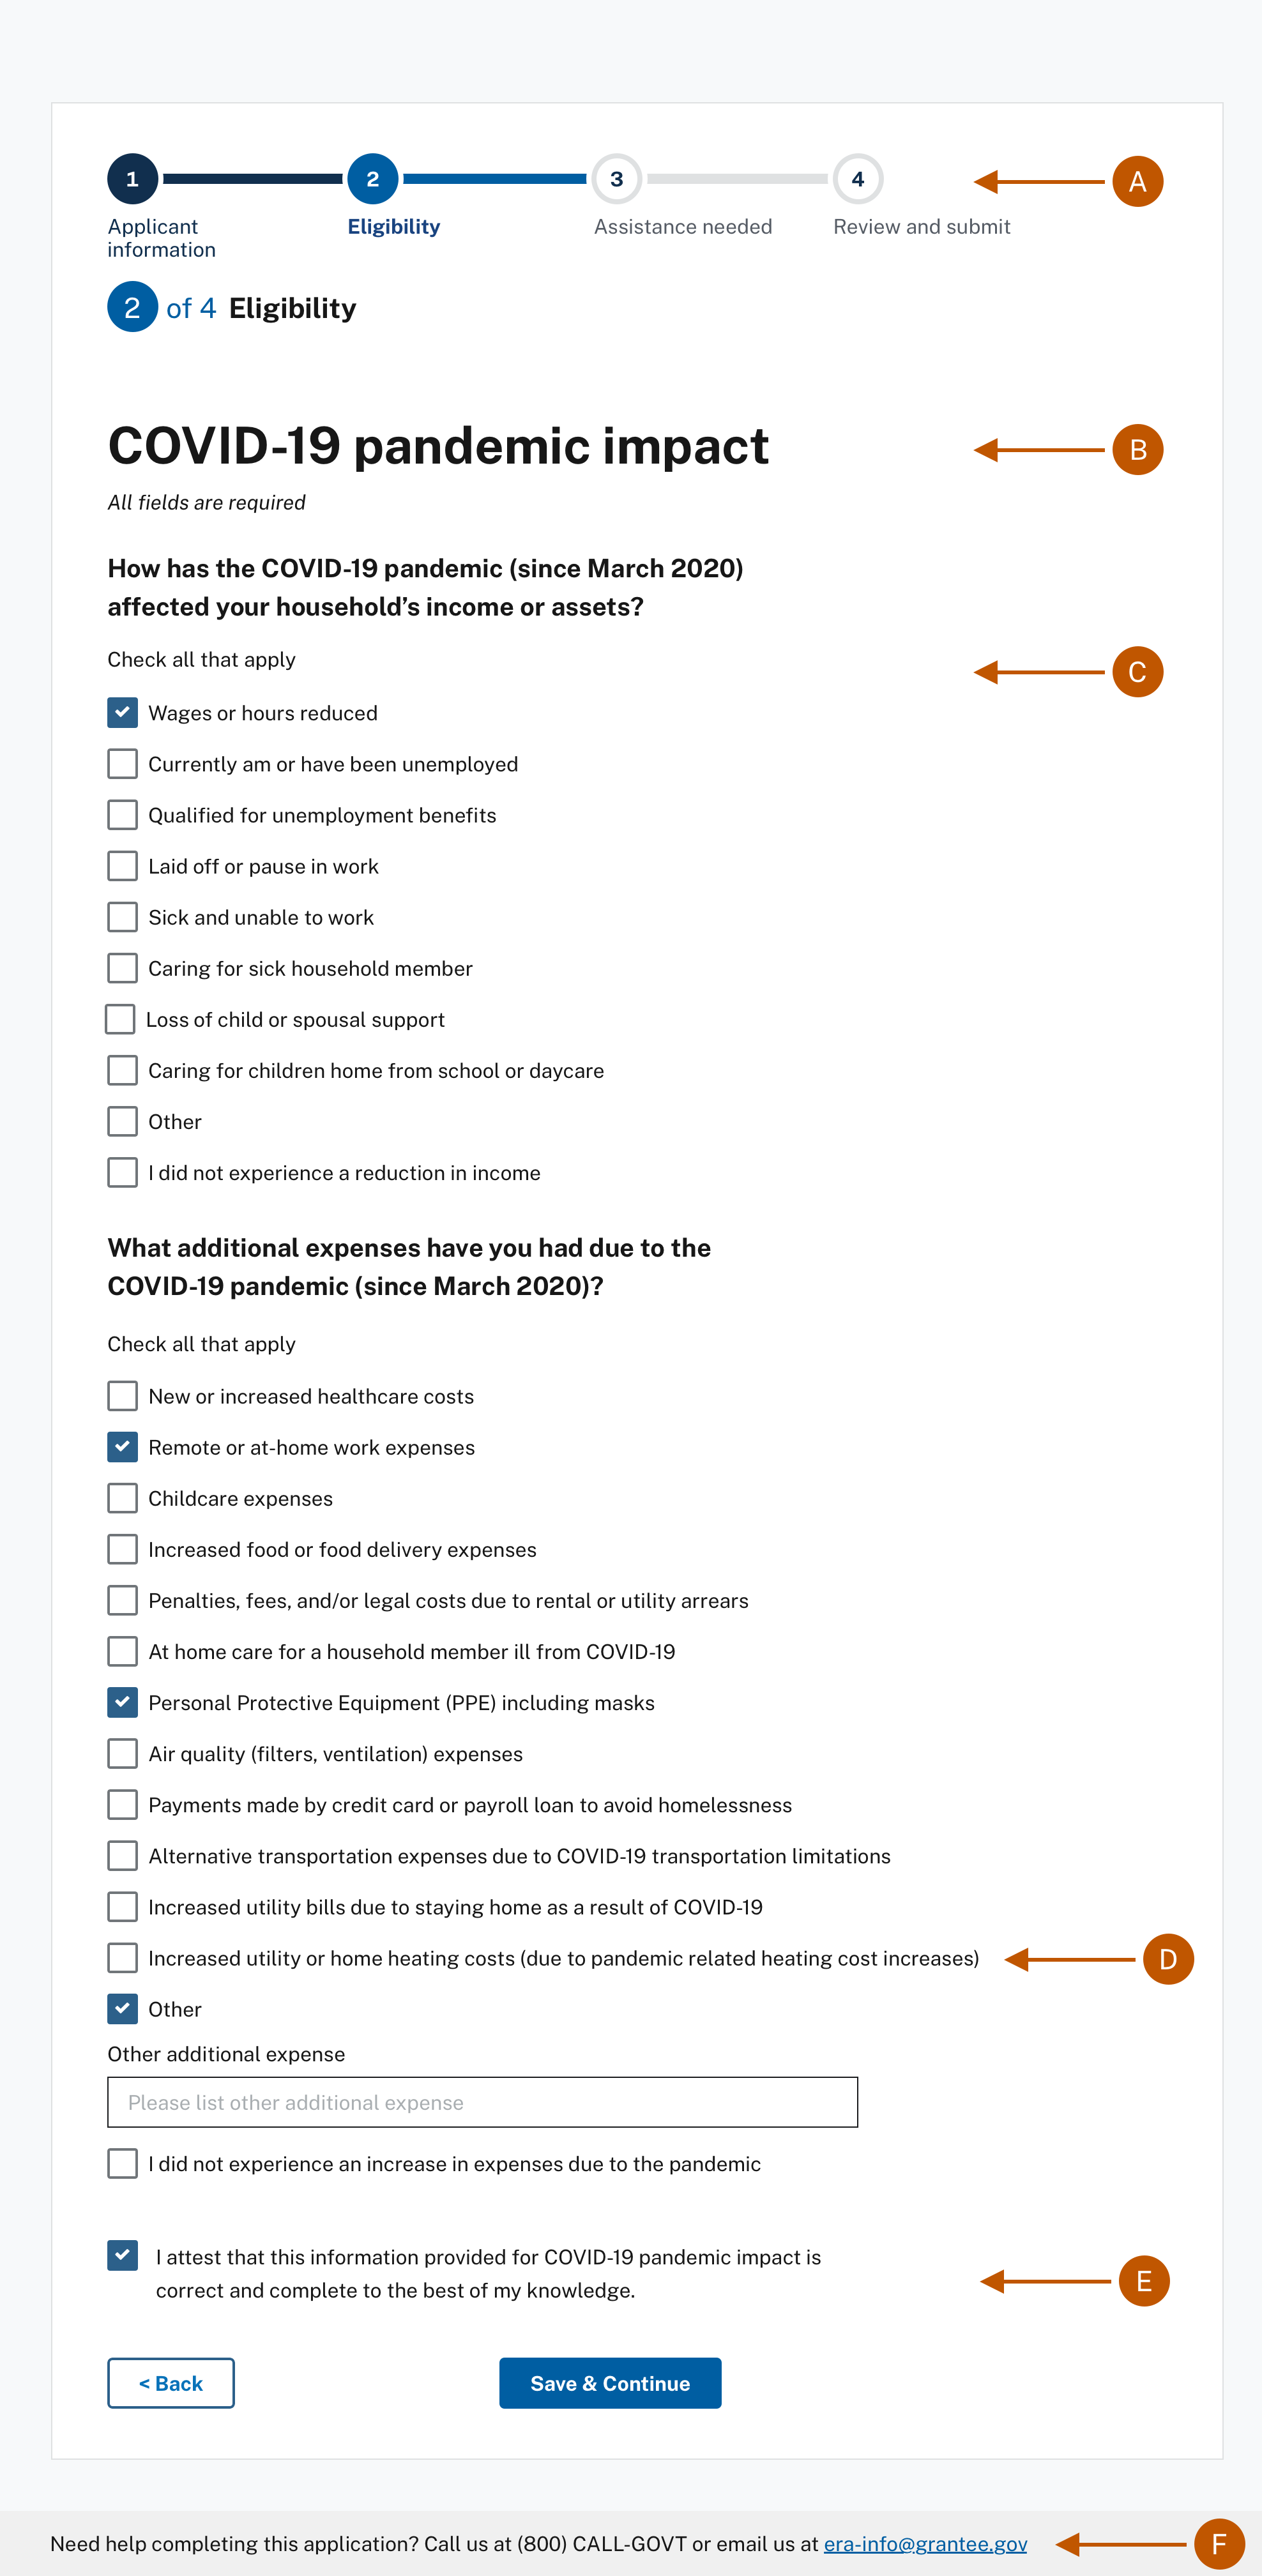 1 2 3 4 A
Applicant information
Eligibility
Assistance needed
Review and submit
2 of 4 Eligibility
COVID-19 pandemic impact B
All fields are required
How has the COVID-19 pandemic (since March 2020)
affected your household’s income or assets?
Check all that apply C
Wages or hours reduced
Currently am or have been unemployed
Qualified for unemployment benefits
Laid off or pause in work
Sick and unable to work
Caring for sick household member
Loss of child or spousal support
Caring for children home from school or daycare
Other
I did not experience a reduction in income
What additional expenses have you had due to the
COVID-19 pandemic (since March 2020)?
Check all that apply
New or increased healthcare costs
Remote or at-home work expenses
Childcare expenses
Increased food or food delivery expenses
Penalties, fees, and/or legal costs due to rental or utility arrears
At home care for a household member ill from COVID-19
Personal Protective Equipment (PPE) including masks
Air quality (filters, ventilation) expenses
Payments made by credit card or payroll loan to avoid homelessness
Alternative transportation expenses due to COVID-19 transportation limitations
Increased utility bills due to staying home as a result of COVID-19
Increased utility or home heating costs (due to pandemic related heating cost increases) D
Other
Other additional expense
Please list other additional expense
I did not experience an increase in expenses due to the pandemic
I attest that this information provided for COVID-19 pandemic impact is
correct and complete to the best of my knowledge. E
< Back
Save & Continue
Need help completing this application? Call us at (800) CALL-GOVT or email us at era-info@grantee.gov F